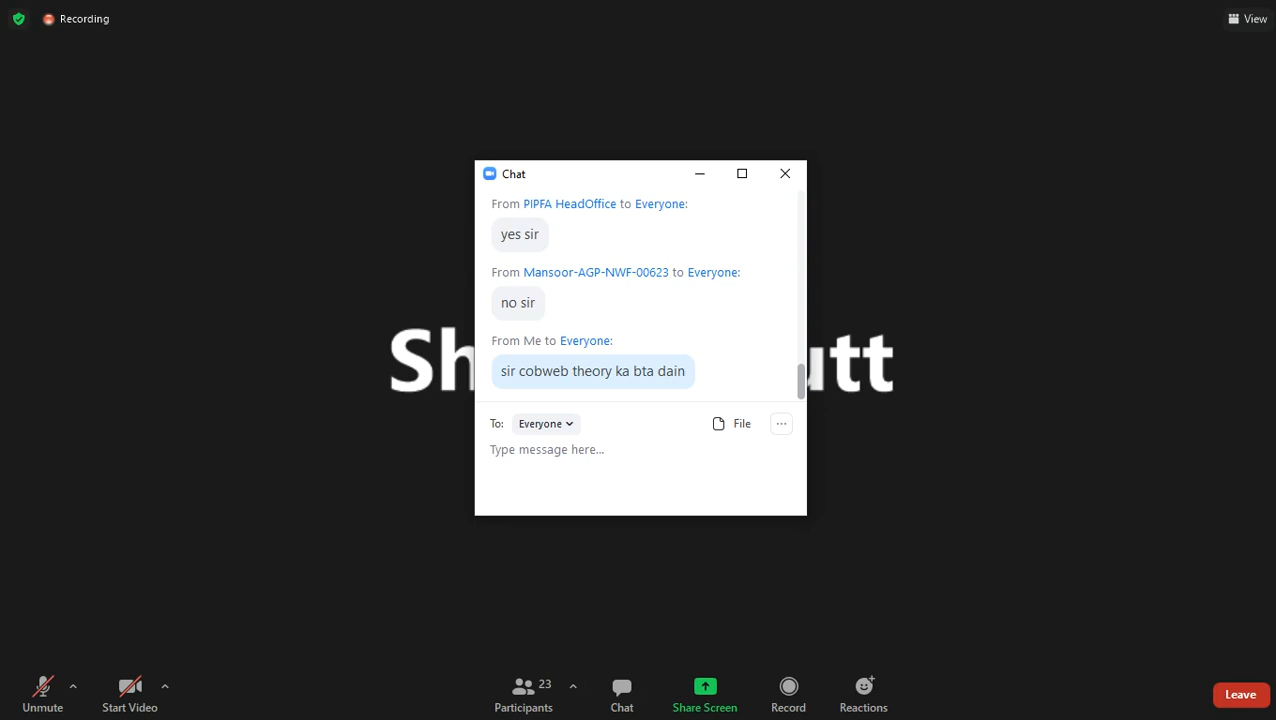 Recording
View
Chat
From PIPFA HeadOffice to Everyone:
yes sir
From Mansoor-AGP-NWF-00623 to Everyone:
no sir
From Me to Everyone:
sir cobweb theory ka bta dain
To: Everyone
File
Type message here...
Unmute
Start Video
23
Participants
Chat
Share Screen
Record
Reactions
Leave